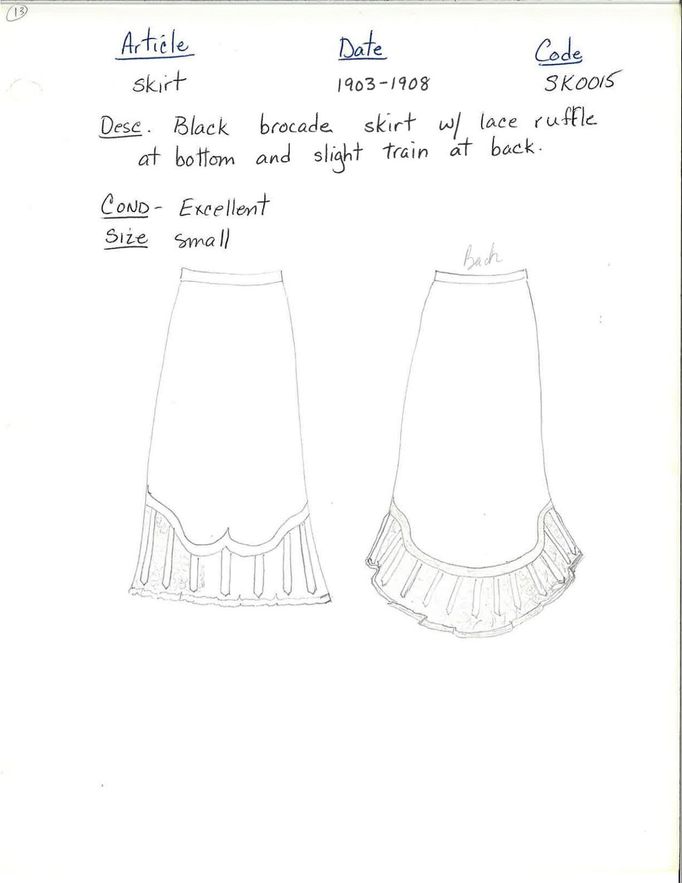 13
Article Date Code
Skirt 1903-1908 SK0015
Desc. Black brocade skirt w/ lace ruffle
at bottom and slight train at back.
COND- Excellent
Size small
Back